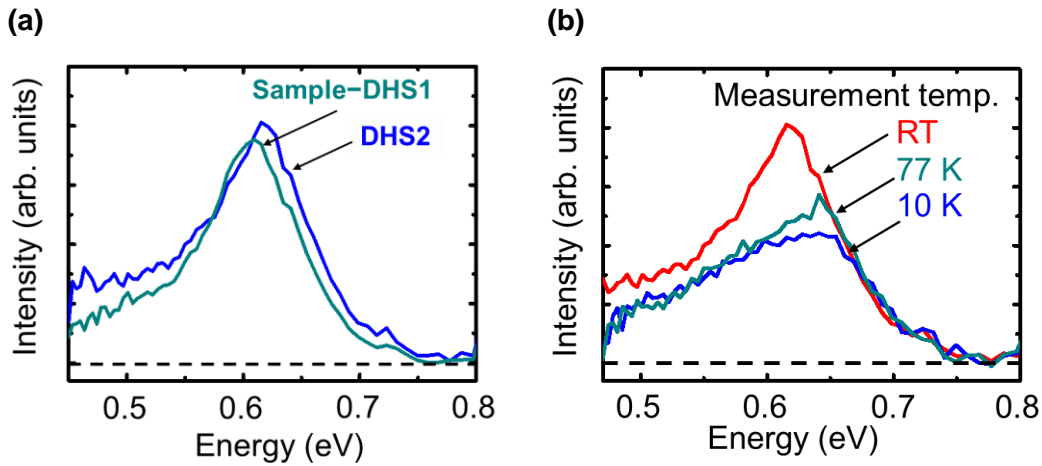 (a)
Intensity (arb. units)
Sample−DHS1
DHS2
0.5 0.6 0.7 0.8
Energy (eV)
(b)
Intensity (arb. units)
Measurement temp.
RT
77 K
10 K
0.5 0.6 0.7 0.8
Energy (eV)